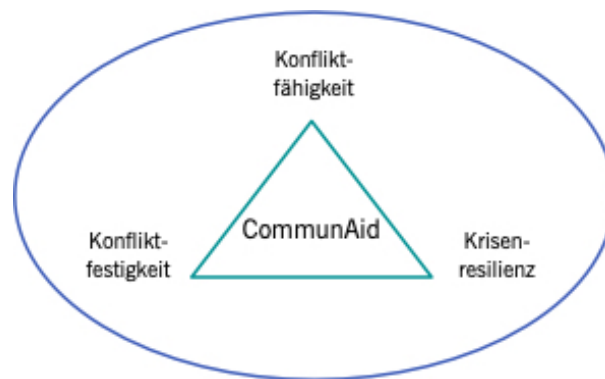 Konflikt-
fähigkeit
CommunAid
Konflikt-
festigkeit
Krisen-
resilienz